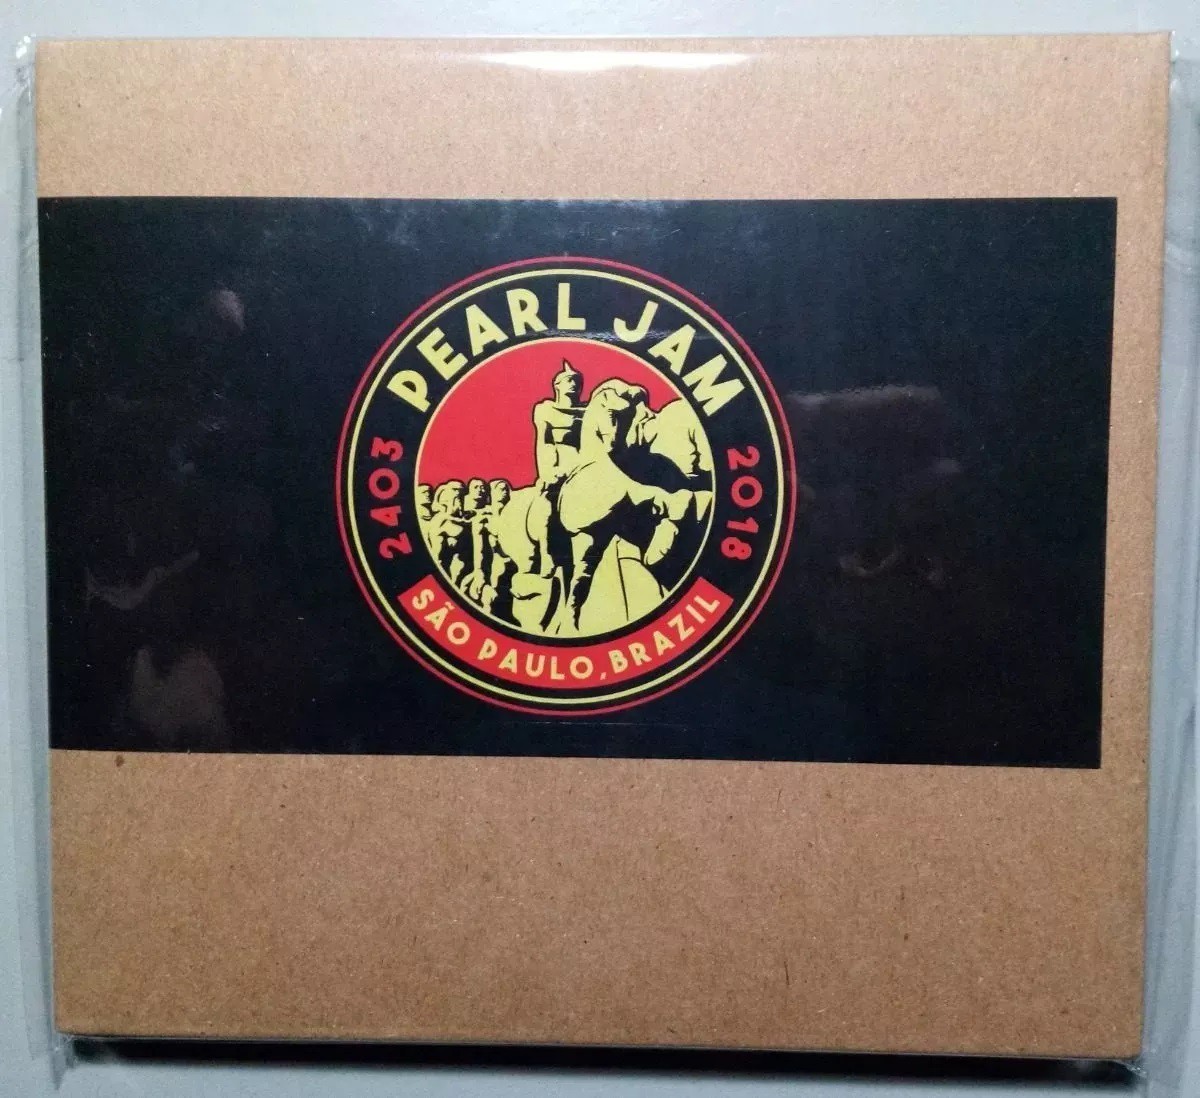 PEARL JAM
2403
2018
SÃO PAULO, BRAZIL